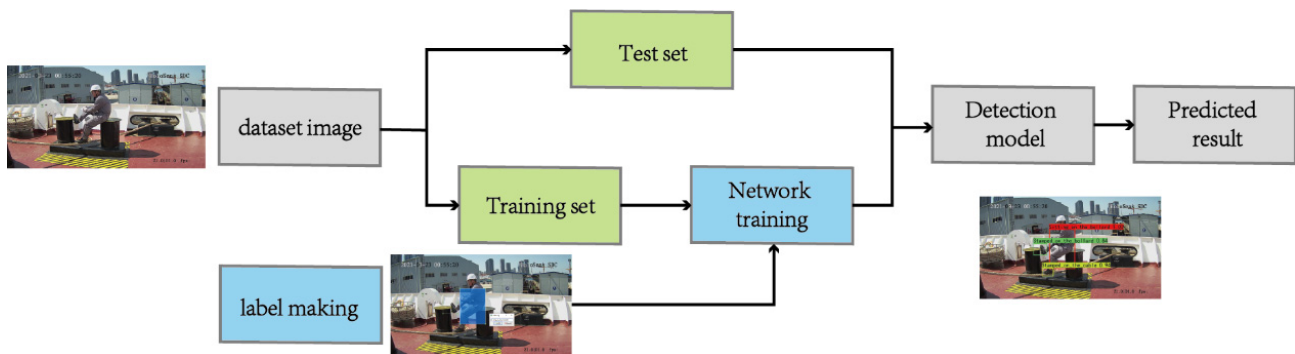 Test set
dataset image
Detection
model
Predicted
result
Training set
Network
training
label making